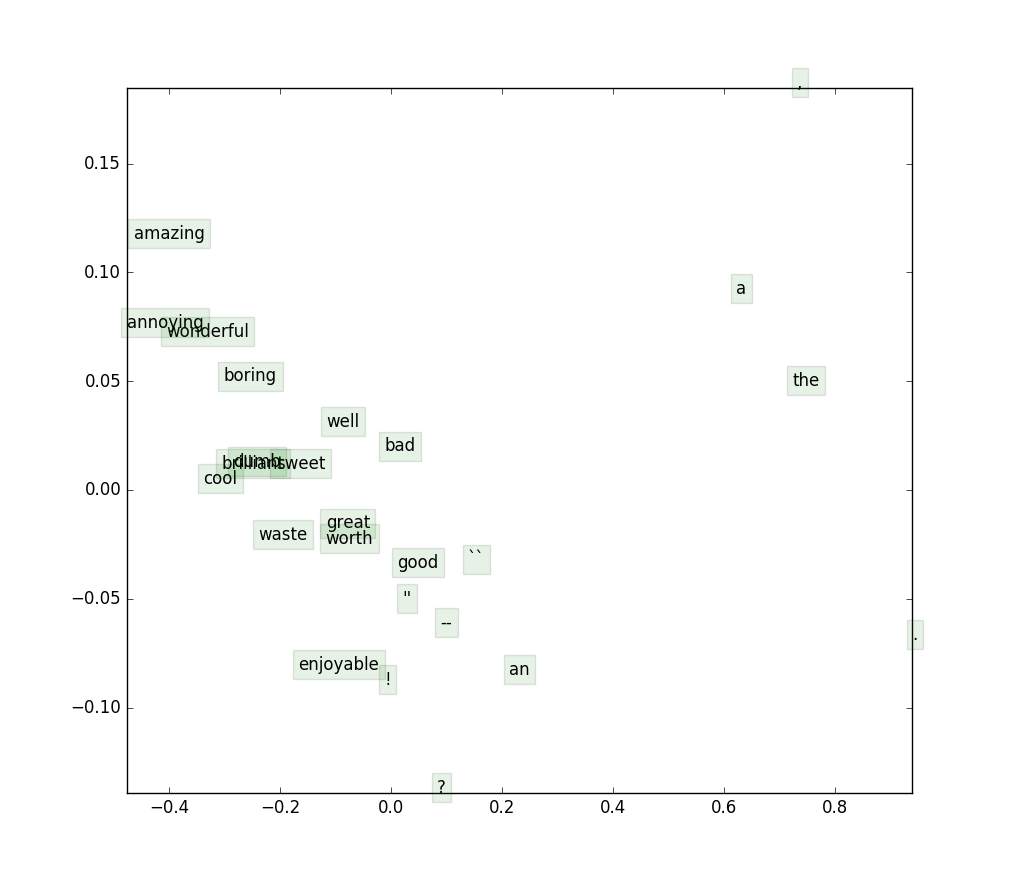 ,
0.15
amazing
0.10
a
annoying
wonderful
0.05
boring
the
well
bad
dumb
brilliant
sweet
cool
0.00
great
waste
worth
good
``
"
−0.05
--
.
enjoyable
!
an
−0.10
?
−0.4
−0.2
0.0
0.2
0.4
0.6
0.8